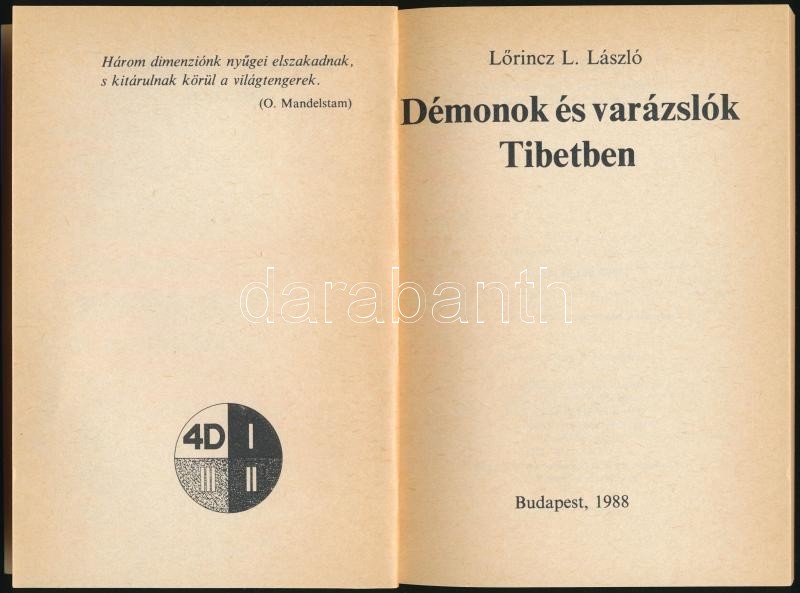 Három dimenziónk nyűgei elszakadnak,
s kitárulnak körül a világtengerek.
(O. Mandelstam)
4D I
III II
Lőrincz L. László
Démonok és varázslók
Tibetben
Budapest, 1988
darabanth